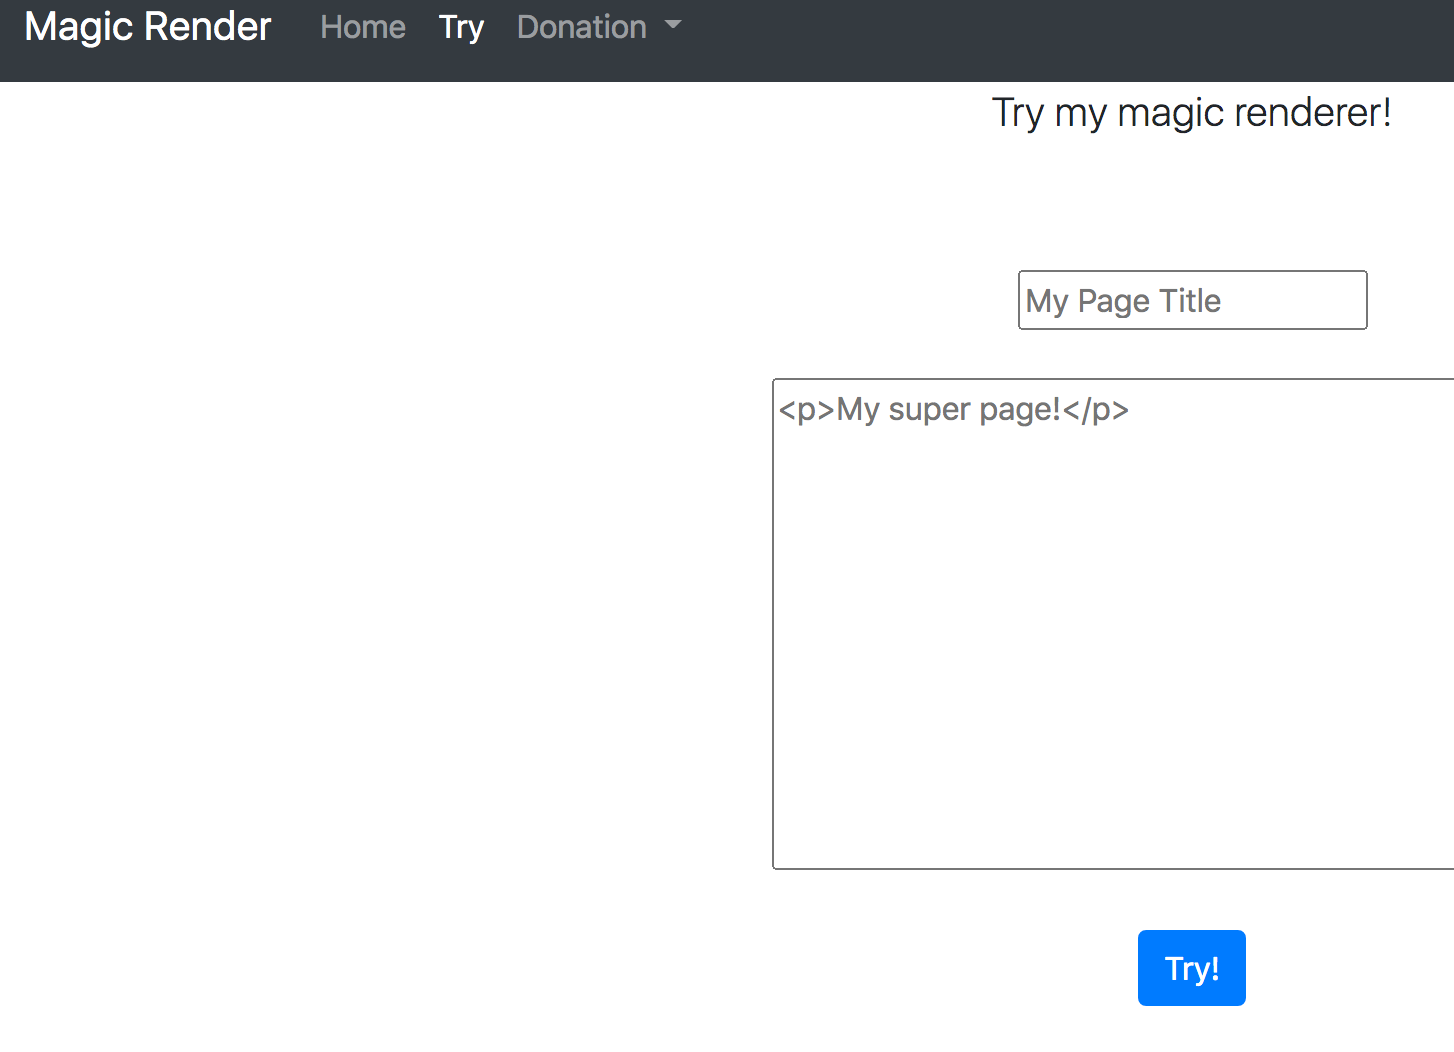 Magic Render Home Try Donation
Try my magic renderer!
My Page Title
<p>My super page!</p>
Try!